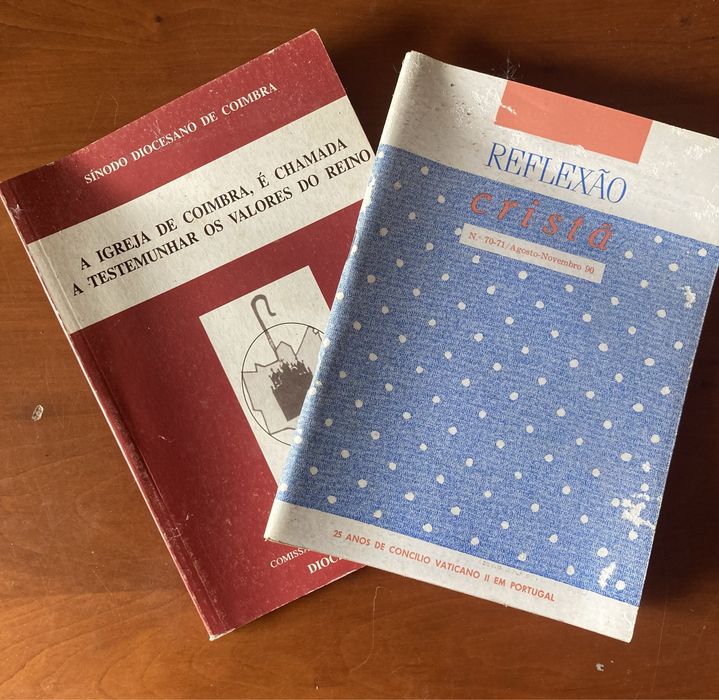 SÍNODO DIOCESANO DE COIMBRA
A IGREJA DE COIMBRA, É CHAMADA
A TESTEMUNHAR OS VALORES DO REINO
DIOC
REFLEXÃO
cristã
N.º 70-71/Agosto-Novembro 90
25 ANOS DE CONCÍLIO VATICANO II EM PORTUGAL